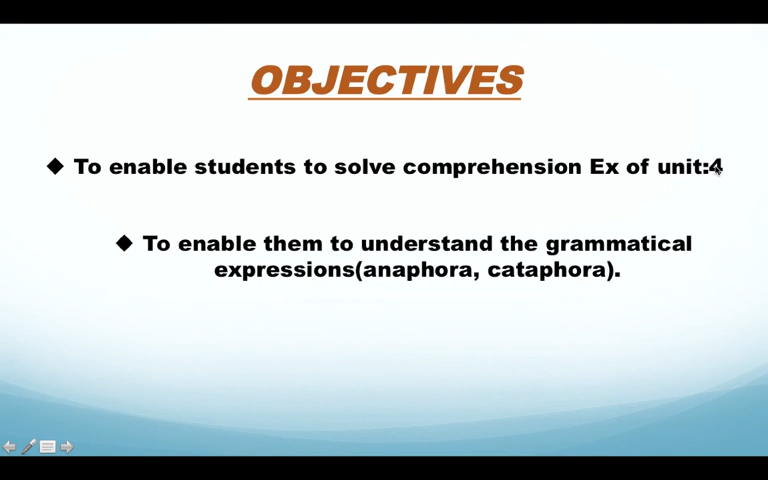 OBJECTIVES
◆ To enable students to solve comprehension Ex of unit:4
◆ To enable them to understand the grammatical
expressions(anaphora, cataphora).